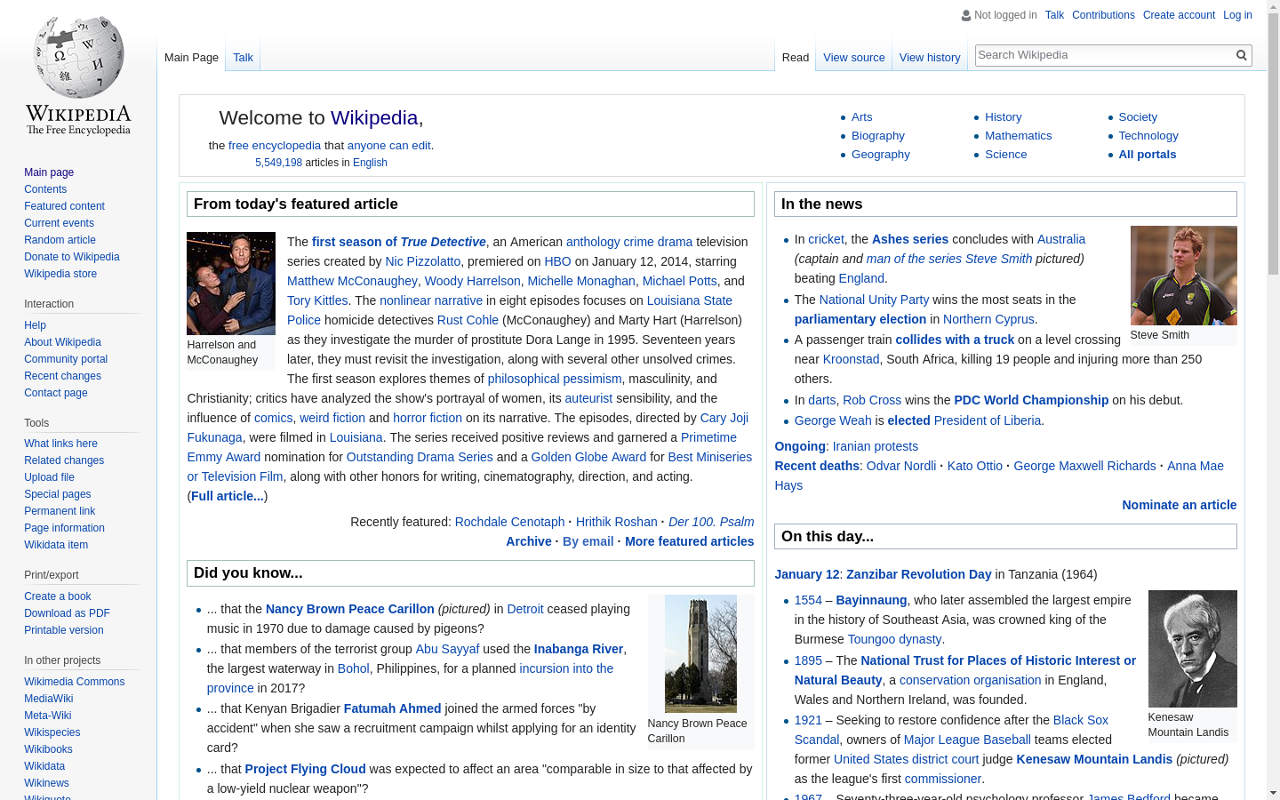 Not logged in Talk Contributions Create account Log in
Main Page Talk Read View source View history Search Wikipedia
WIKIPEDIA
The Free Encyclopedia
Main page
Contents
Featured content
Current events
Random article
Donate to Wikipedia
Wikipedia store
Interaction
Help
About Wikipedia
Community portal
Recent changes
Contact page
Tools
What links here
Related changes
Upload file
Special pages
Permanent link
Page information
Wikidata item
Print/export
Create a book
Download as PDF
Printable version
In other projects
Wikimedia Commons
MediaWiki
Meta-Wiki
Wikispecies
Wikibooks
Wikidata
Wikinews
Wikiquote
Welcome to Wikipedia,
the free encyclopedia that anyone can edit.
5,549,198 articles in English
Arts
Biography
Geography
History
Mathematics
Science
Society
Technology
All portals
From today's featured article
Harrelson and
McConaughey
The first season of True Detective, an American anthology crime drama television
series created by Nic Pizzolatto, premiered on HBO on January 12, 2014, starring
Matthew McConaughey, Woody Harrelson, Michelle Monaghan, Michael Potts, and
Tory Kittles. The nonlinear narrative in eight episodes focuses on Louisiana State
Police homicide detectives Rust Cohle (McConaughey) and Marty Hart (Harrelson)
as they investigate the murder of prostitute Dora Lange in 1995. Seventeen years
later, they must revisit the investigation, along with several other unsolved crimes.
The first season explores themes of philosophical pessimism, masculinity, and
Christianity; critics have analyzed the show's portrayal of women, its auteurist sensibility, and the
influence of comics, weird fiction and horror fiction on its narrative. The episodes, directed by Cary Joji
Fukunaga, were filmed in Louisiana. The series received positive reviews and garnered a Primetime
Emmy Award nomination for Outstanding Drama Series and a Golden Globe Award for Best Miniseries
or Television Film, along with other honors for writing, cinematography, direction, and acting.
(Full article...)
Recently featured: Rochdale Cenotaph · Hrithik Roshan · Der 100. Psalm
Archive · By email · More featured articles
Did you know...
... that the Nancy Brown Peace Carillon (pictured) in Detroit ceased playing
music in 1970 due to damage caused by pigeons?
... that members of the terrorist group Abu Sayyaf used the Inabanga River,
the largest waterway in Bohol, Philippines, for a planned incursion into the
province in 2017?
... that Kenyan Brigadier Fatumah Ahmed joined the armed forces "by
accident" when she saw a recruitment campaign whilst applying for an identity
card?
... that Project Flying Cloud was expected to affect an area "comparable in size to that affected by
a low-yield nuclear weapon"?
Nancy Brown Peace
Carillon
In the news
In cricket, the Ashes series concludes with Australia
(captain and man of the series Steve Smith pictured)
beating England.
The National Unity Party wins the most seats in the
parliamentary election in Northern Cyprus.
A passenger train collides with a truck on a level crossing
near Kroonstad, South Africa, killing 19 people and injuring more than 250
others.
In darts, Rob Cross wins the PDC World Championship on his debut.
George Weah is elected President of Liberia.
Steve Smith
Ongoing: Iranian protests
Recent deaths: Odvar Nordli · Kato Ottio · George Maxwell Richards · Anna Mae
Hays
Nominate an article
On this day...
January 12: Zanzibar Revolution Day in Tanzania (1964)
1554 – Bayinnaung, who later assembled the largest empire
in the history of Southeast Asia, was crowned king of the
Burmese Toungoo dynasty.
1895 – The National Trust for Places of Historic Interest or
Natural Beauty, a conservation organisation in England,
Wales and Northern Ireland, was founded.
1921 – Seeking to restore confidence after the Black Sox
Scandal, owners of Major League Baseball teams elected
former United States district court judge Kenesaw Mountain Landis (pictured)
as the league's first commissioner.
1967 – Seventy-three-year-old psychology professor James Bedford became
Kenesaw
Mountain Landis